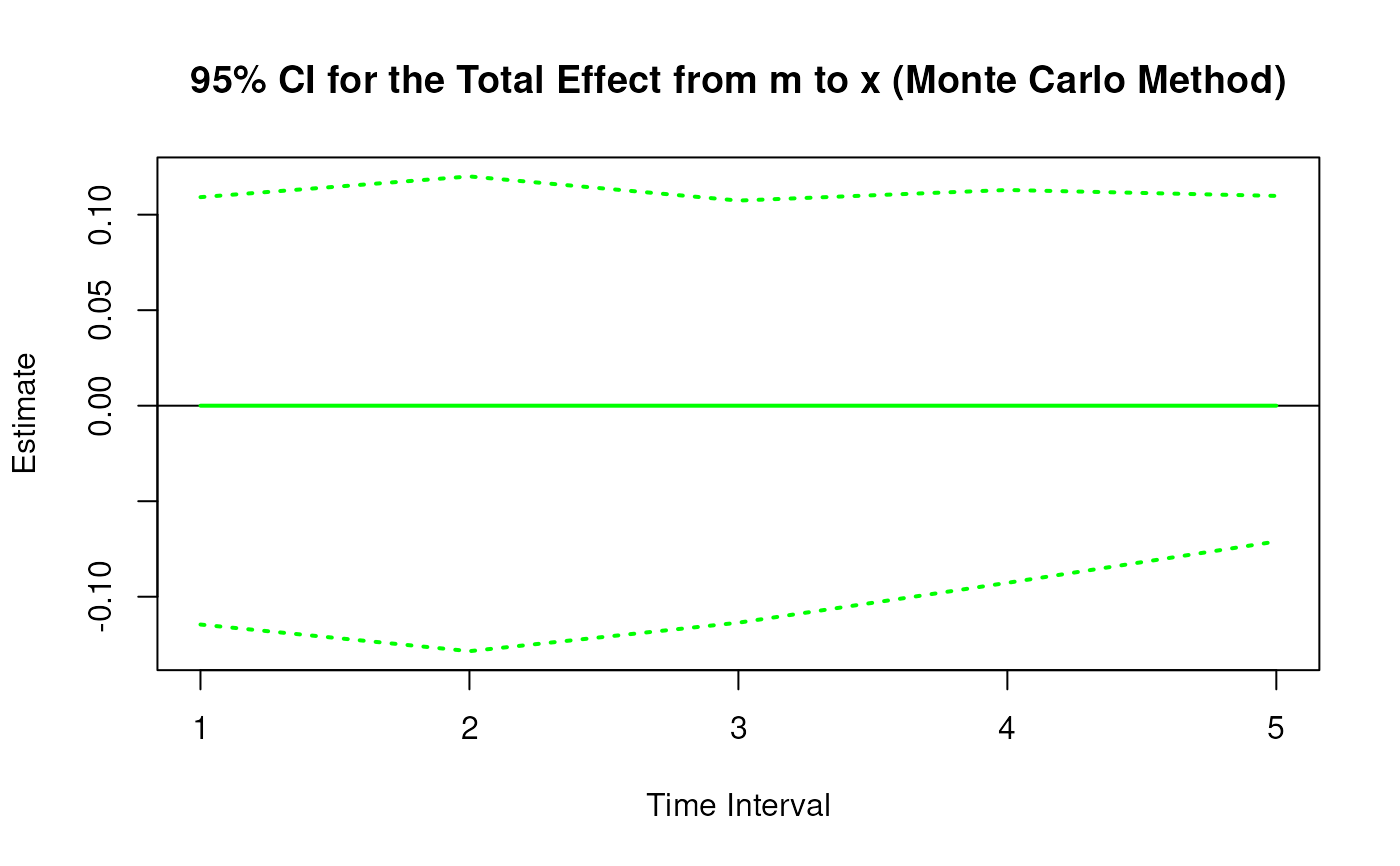 95% CI for the Total Effect from m to x (Monte Carlo Method)
Estimate
0.10
0.05
0.00
-0.10
1 2 3 4 5
Time Interval